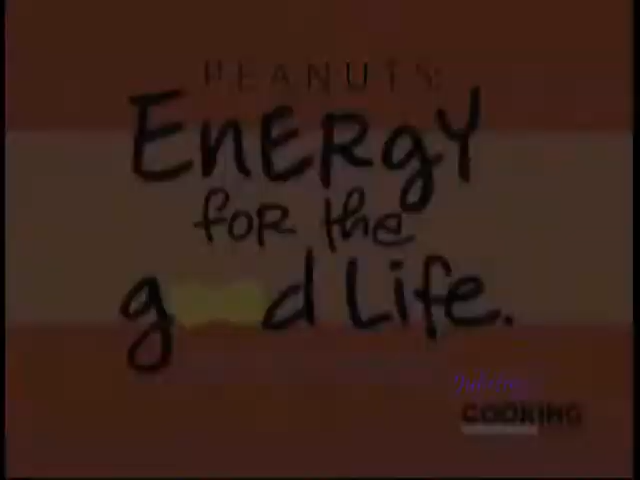 PEANUTS:
ENERGY
for the
g d Life.
COOKING